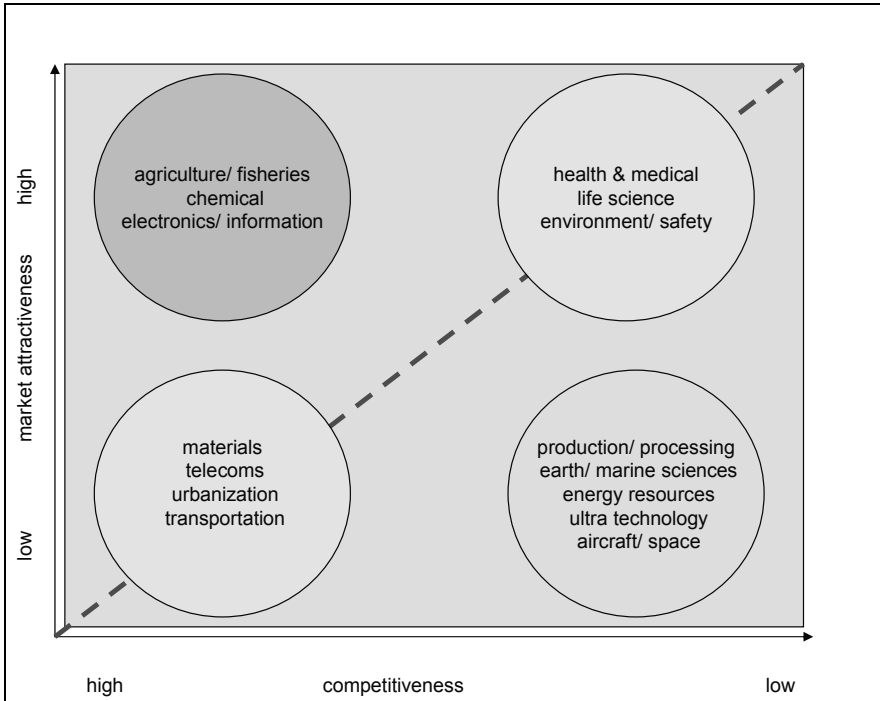 high
market attractiveness
low
agriculture/ fisheries
chemical
electronics/ information
health & medical
life science
environment/ safety
materials
telecoms
urbanization
transportation
production/ processing
earth/ marine sciences
energy resources
ultra technology
aircraft/ space
high
competitiveness
low